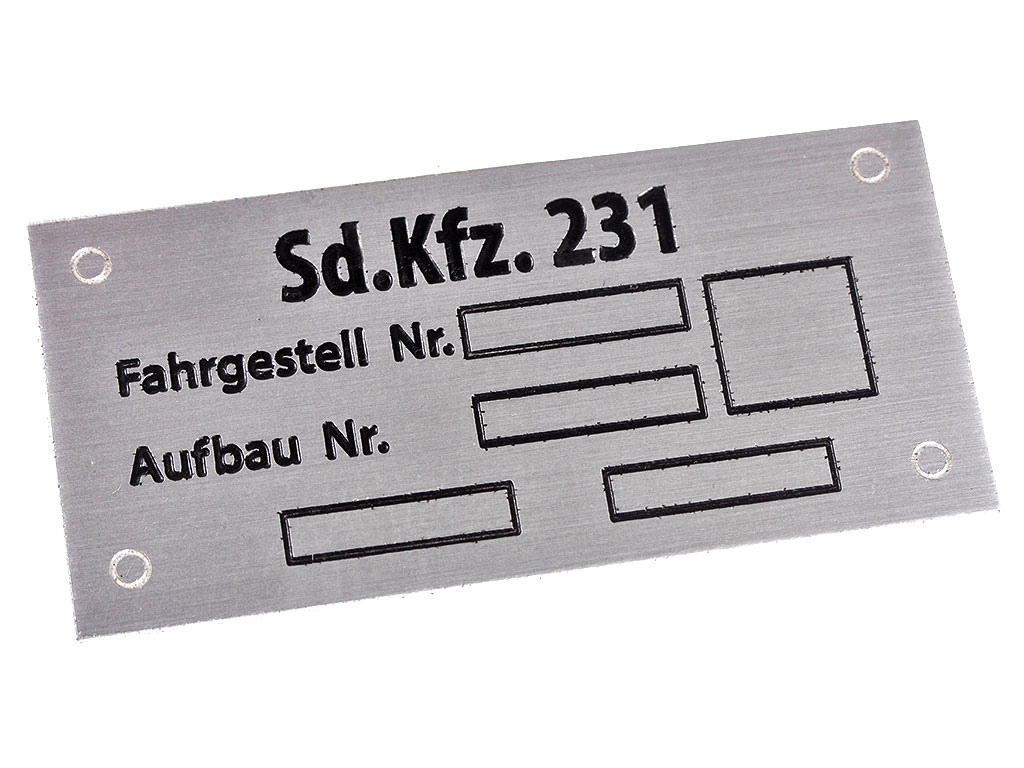 Sd.Kfz. 231
Fahrgestell Nr.
Aufbau Nr.